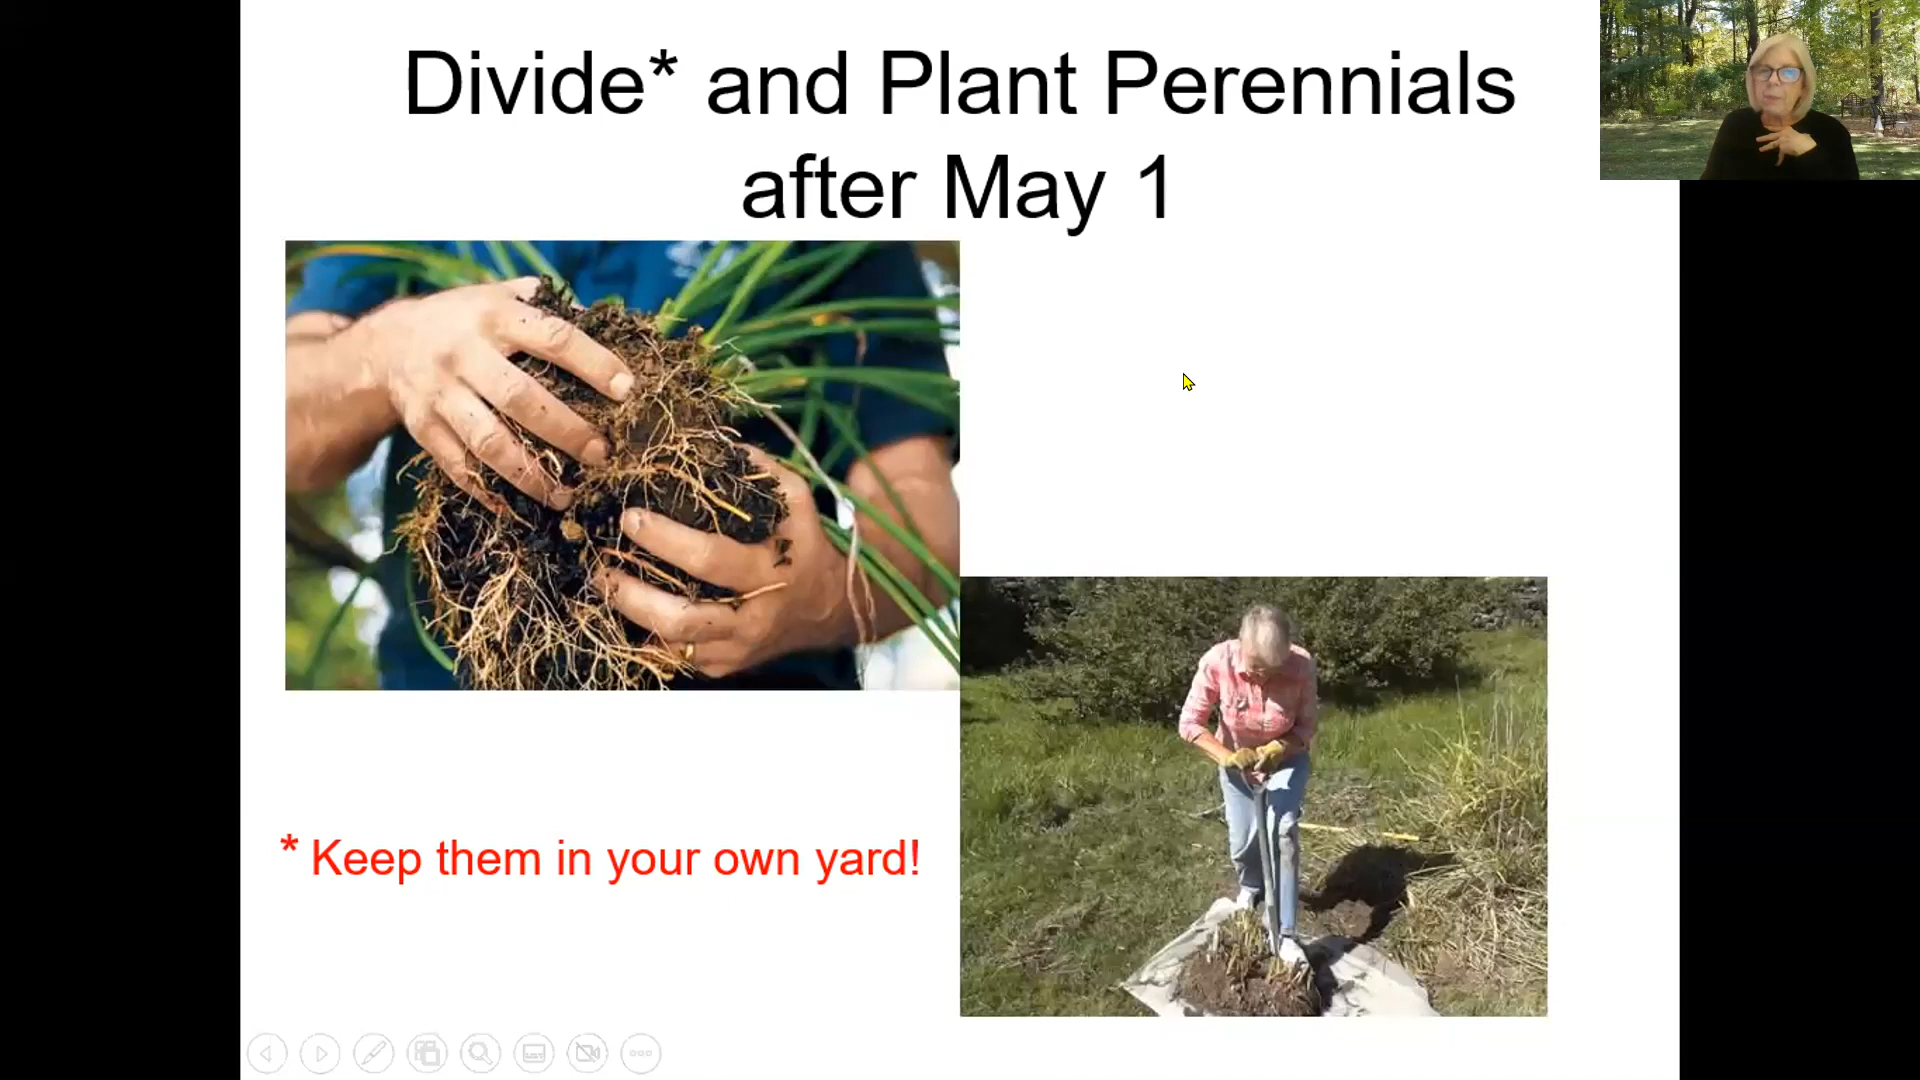 Divide* and Plant Perennials
after May 1
* Keep them in your own yard!